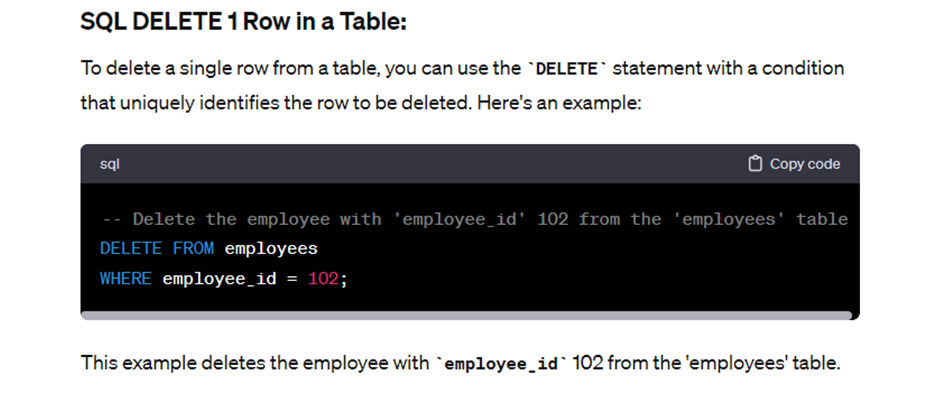 SQL DELETE 1 Row in a Table:
To delete a single row from a table, you can use the `DELETE` statement with a condition
that uniquely identifies the row to be deleted. Here's an example:
sql Copy code
-- Delete the employee with 'employee_id' 102 from the 'employees' table
DELETE FROM employees
WHERE employee_id = 102;
This example deletes the employee with `employee_id` 102 from the 'employees' table.